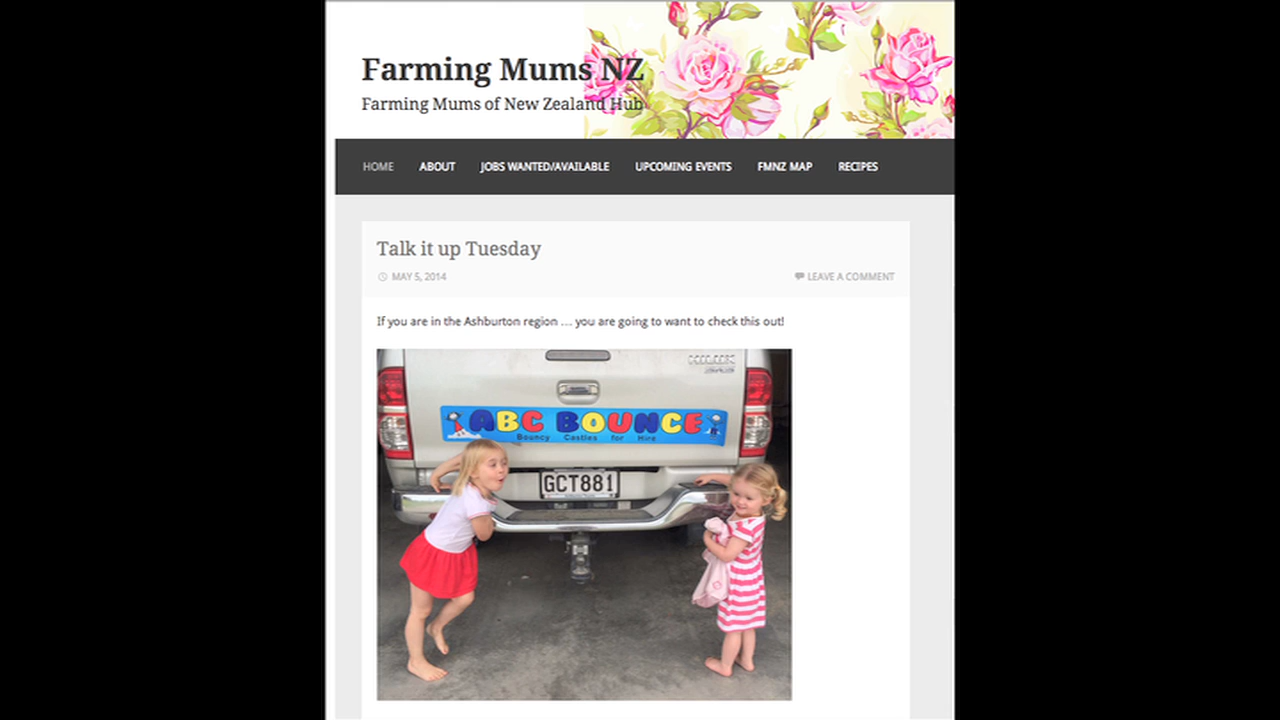 Farming Mums NZ
Farming Mums of New Zealand Hub
HOME ABOUT JOBS WANTED/AVAILABLE UPCOMING EVENTS FMNZ MAP RECIPES
Talk it up Tuesday
MAY 5, 2014 LEAVE A COMMENT
If you are in the Ashburton region … you are going to want to check this out!
HILUX
ABC BOUNCE
Bouncy Castles for Hire
GCT881